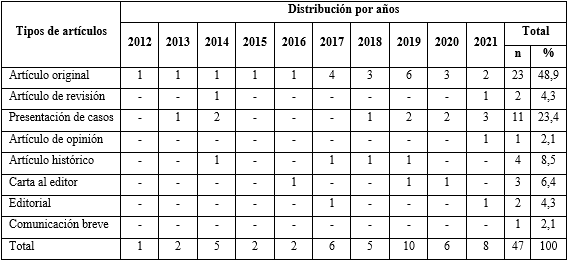 Tipos de artículos Distribución por años
2012 2013 2014 2015 2016 2017 2018 2019 2020 2021 Total
n %
Artículo original 1 1 1 1 1 4 3 6 3 2 23 48,9
Artículo de revisión - - 1 - - - - - - 1 2 4,3
Presentación de casos - 1 2 - - - 1 2 2 3 11 23,4
Artículo de opinión - - - - - - - - - 1 1 2,1
Artículo histórico - - 1 - - 1 1 1 - - 4 8,5
Carta al editor - - - - 1 - - 1 1 - 3 6,4
Editorial - - - - - 1 - - - 1 2 4,3
Comunicación breve - - - - - - - - - - 1 2,1
Total 1 2 5 2 2 6 5 10 6 8 47 100